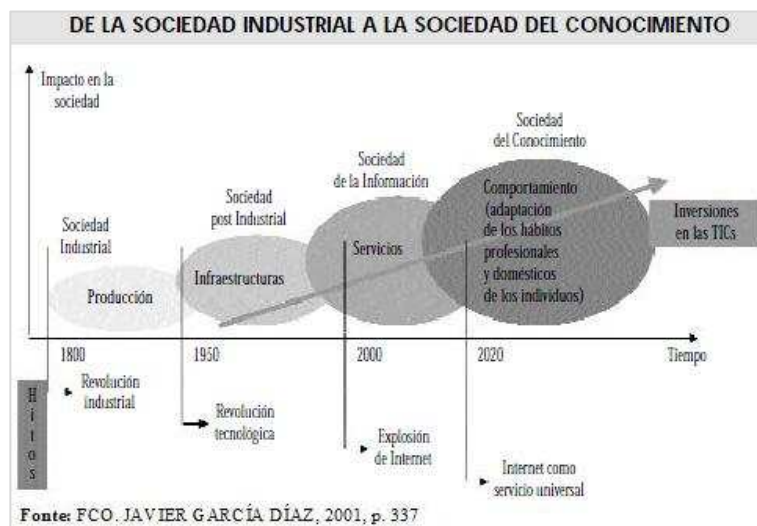 DE LA SOCIEDAD INDUSTRIAL A LA SOCIEDAD DEL CONOCIMIENTO
Impacto en la
sociedad
Sociedad
Industrial
Sociedad
post Industrial
Sociedad
de la Información
Sociedad
del Conocimiento
Producción
Infraestructuras
Servicios
Comportamiento
(adaptación
de los hábitos
profesionales
y domésticos
de los individuos)
Inversiones
en las TICs
1800
1950
2000
2020
Tiempo
Hitos
Revolución
industrial
Revolución
tecnológica
Explosión
de Internet
Internet como
servicio universal
Fonte: FCO. JAVIER GARCÍA DÍAZ, 2001, p. 337